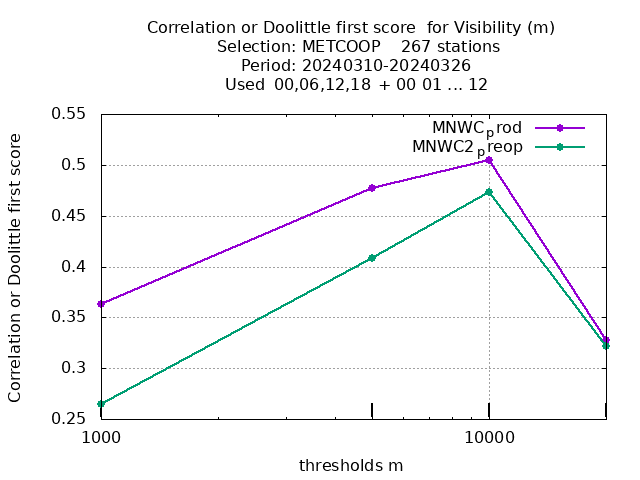 Correlation or Doolittle first score  for Visibility (m)
Selection: METCOOP    267 stations
Period: 20240310-20240326
Used  00,06,12,18  + 00 01 ... 12
Correlation or Doolittle first score
0.55
0.5
0.45
0.4
0.35
0.3
0.25
MNWCprod
MNWC2preop
1000
10000
thresholds m